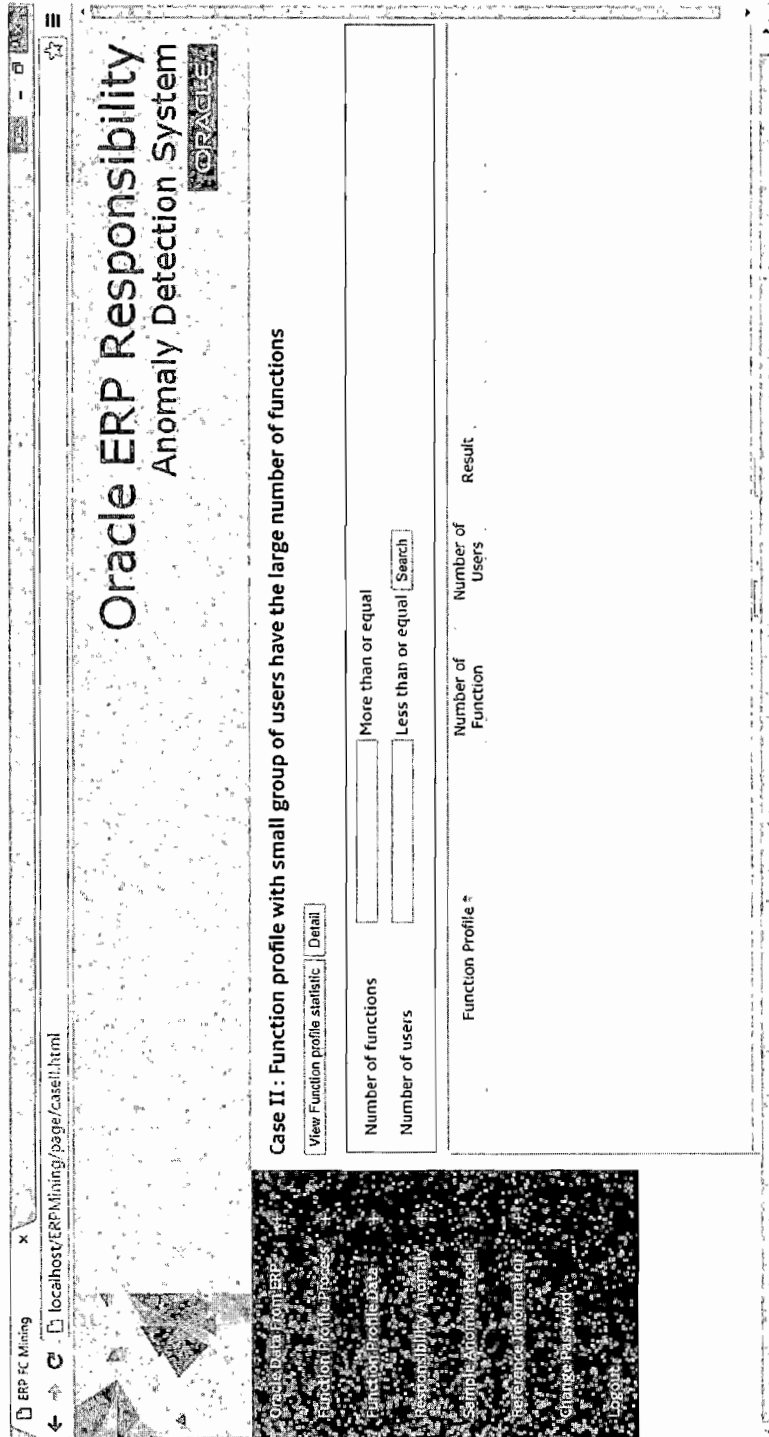 ERP FC Mining
localhost/ERPMining/page/caseII.html
Oracle ERP Responsibility
Anomaly Detection System
ORACLE
Oracle Data From ERP +
Function Profile Process +
Function Profile Data +
Responsibility Anomaly +
Sample Anomaly Model +
Reference Information +
Change Password
Logout
Case II : Function profile with small group of users have the large number of functions
View Function profile statistic Detail
Number of functions More than or equal
Number of users Less than or equal Search
Function Profile
Number of
Function
Number of
Users
Result